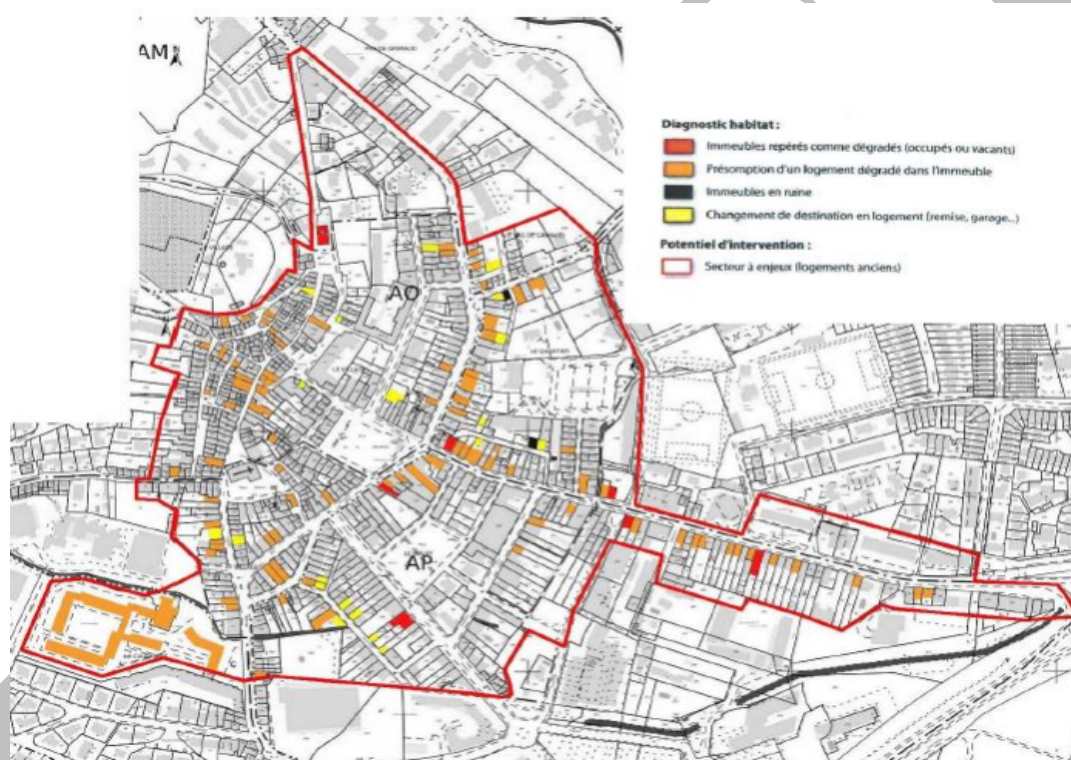 AM
N
Diagnostic habitat :
Immeubles repérés comme dégradés (occupés ou vacants)
Présomption d'un logement dégradé dans l'immeuble
Immeubles en ruine
Changement de destination en logement (remise, garage...)
Potentiel d'intervention :
Secteur à enjeux (logements anciens)
AO
AP